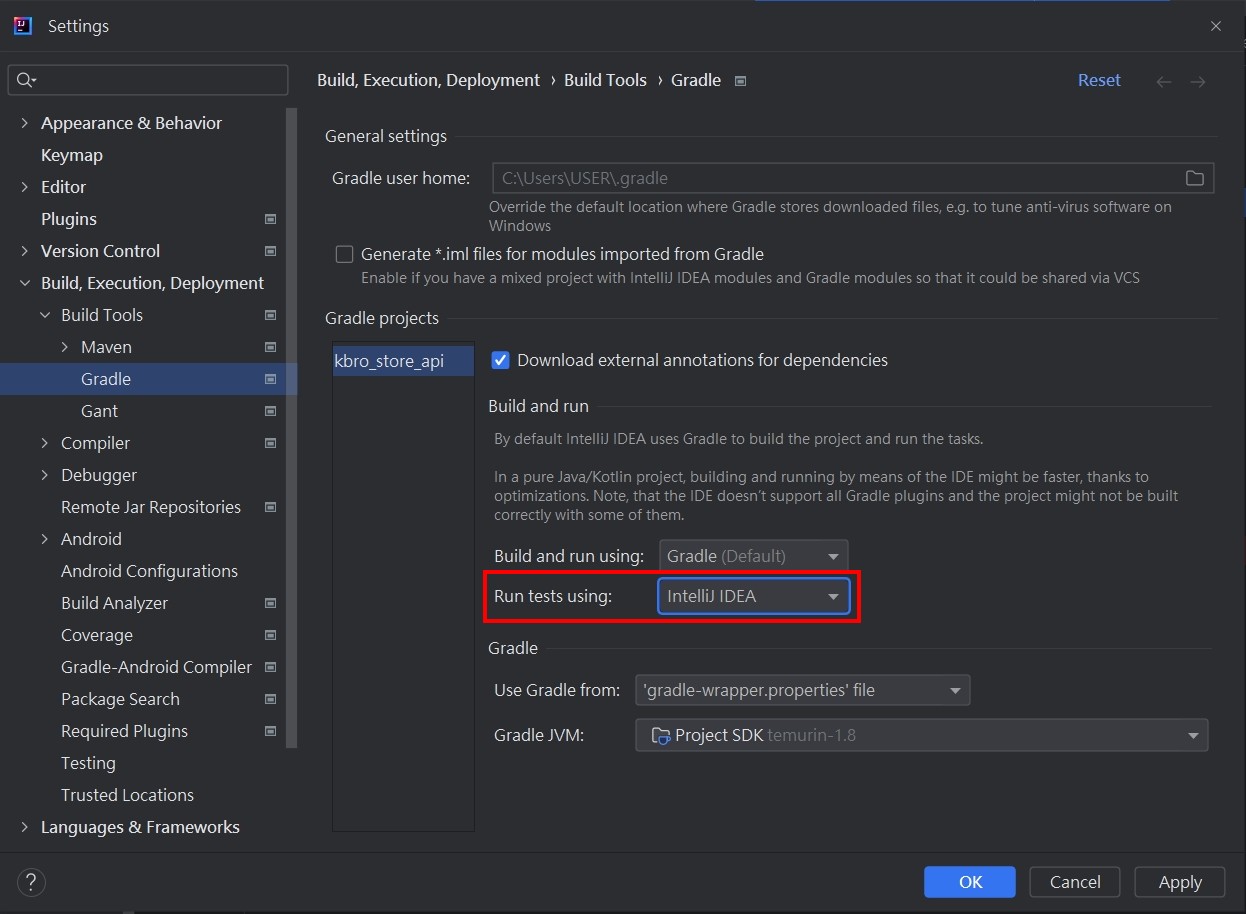 Settings
Build, Execution, Deployment › Build Tools › Gradle
Reset
Appearance & Behavior
Keymap
Editor
Plugins
Version Control
Build, Execution, Deployment
Build Tools
Maven
Gradle
Gant
Compiler
Debugger
Remote Jar Repositories
Android
Android Configurations
Build Analyzer
Coverage
Gradle-Android Compiler
Package Search
Required Plugins
Testing
Trusted Locations
Languages & Frameworks
General settings
Gradle user home: C:\Users\USER\.gradle
Override the default location where Gradle stores downloaded files, e.g. to tune anti-virus software on
Windows
Generate *.iml files for modules imported from Gradle
Enable if you have a mixed project with IntelliJ IDEA modules and Gradle modules so that it could be shared via VCS
Gradle projects
kbro_store_api
Download external annotations for dependencies
Build and run
By default IntelliJ IDEA uses Gradle to build the project and run the tasks.
In a pure Java/Kotlin project, building and running by means of the IDE might be faster, thanks to
optimizations. Note, that the IDE doesn't support all Gradle plugins and the project might not be built
correctly with some of them.
Build and run using: Gradle (Default)
Run tests using: IntelliJ IDEA
Gradle
Use Gradle from: 'gradle-wrapper.properties' file
Gradle JVM: Project SDK temurin-1.8
?
OK
Cancel
Apply